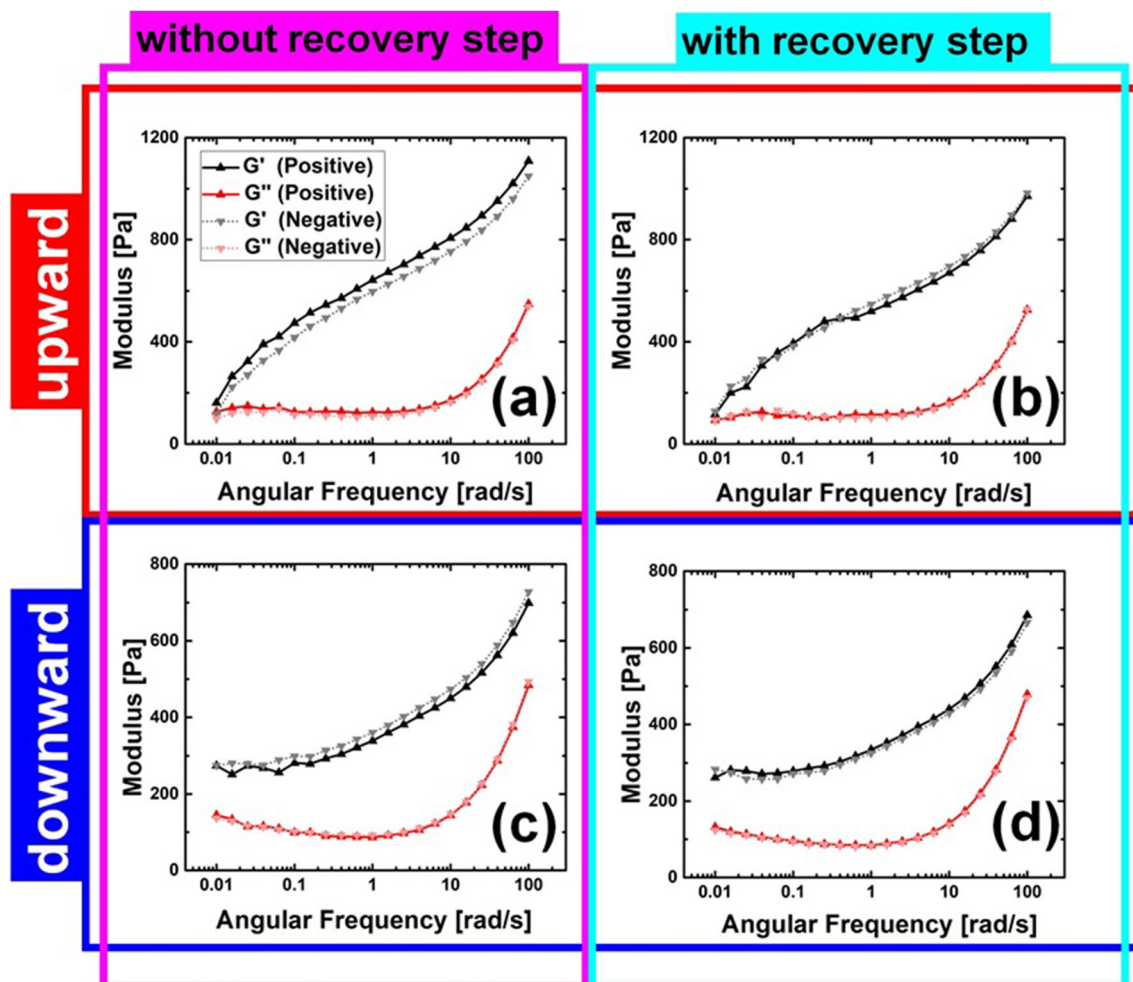 without recovery step
with recovery step
upward
1200
800
400
0
Modulus [Pa]
G' (Positive)
G'' (Positive)
G' (Negative)
G'' (Negative)
(a)
0.01 0.1 1 10 100
Angular Frequency [rad/s]
1200
800
400
0
Modulus [Pa]
(b)
0.01 0.1 1 10 100
Angular Frequency [rad/s]
downward
800
600
400
200
0
Modulus [Pa]
(c)
0.01 0.1 1 10 100
Angular Frequency [rad/s]
800
600
400
200
0
Modulus [Pa]
(d)
0.01 0.1 1 10 100
Angular Frequency [rad/s]